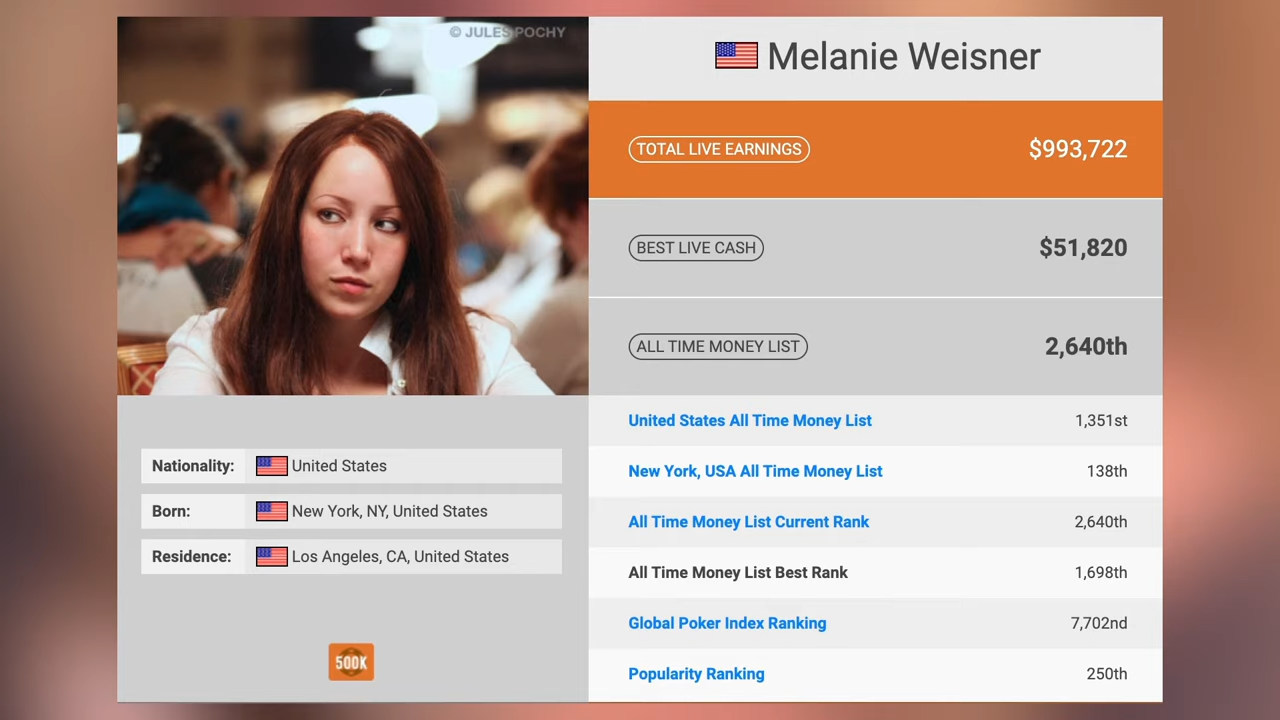 © JULES POCHY
Melanie Weisner
TOTAL LIVE EARNINGS $993,722
BEST LIVE CASH $51,820
ALL TIME MONEY LIST 2,640th
United States All Time Money List 1,351st
New York, USA All Time Money List 138th
All Time Money List Current Rank 2,640th
All Time Money List Best Rank 1,698th
Global Poker Index Ranking 7,702nd
Popularity Ranking 250th
Nationality: United States
Born: New York, NY, United States
Residence: Los Angeles, CA, United States
500K